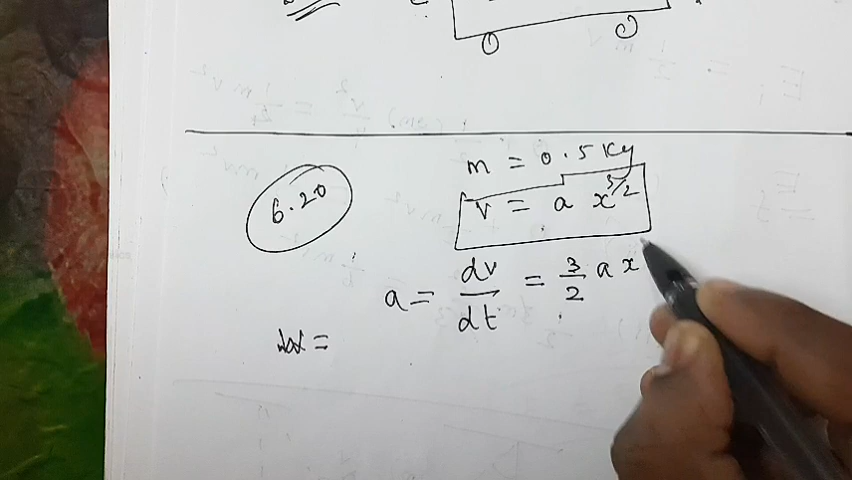 m = 0.5 Kg
6.20
v = a x^3/2
a = dv/dt = 3/2 a x